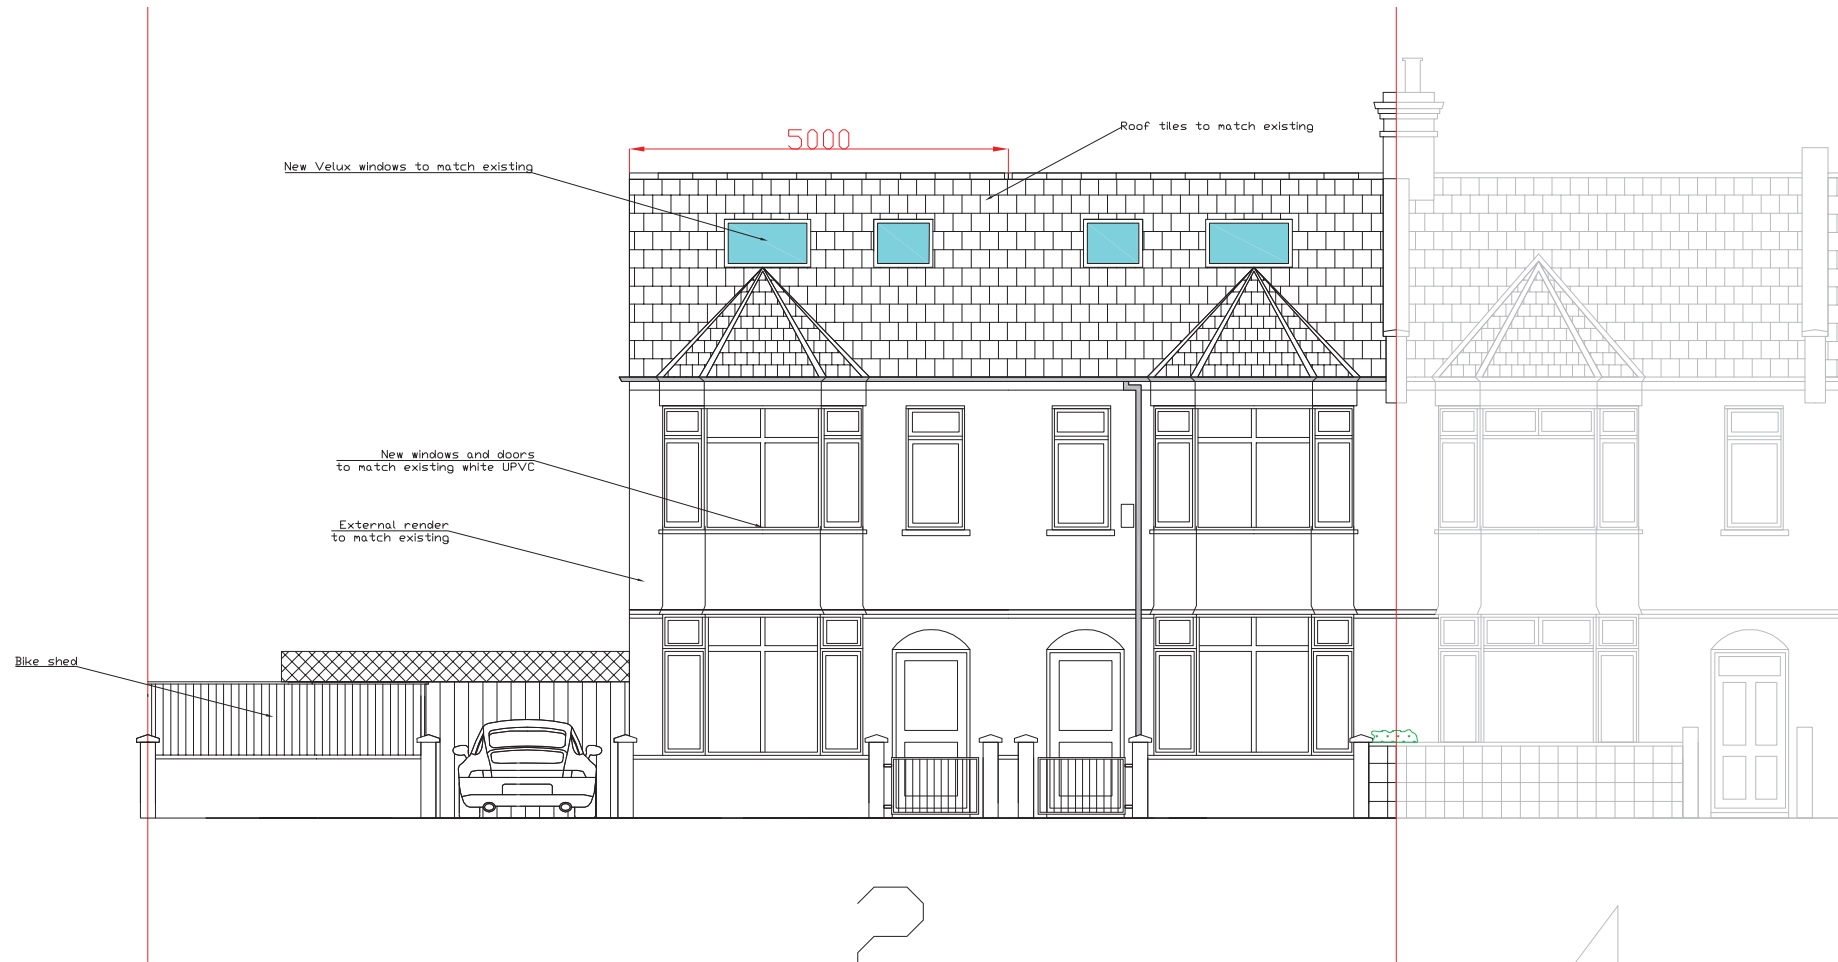 5000
Roof tiles to match existing
New Velux windows to match existing
New windows and doors
to match existing white UPVC
External render
to match existing
Bike shed